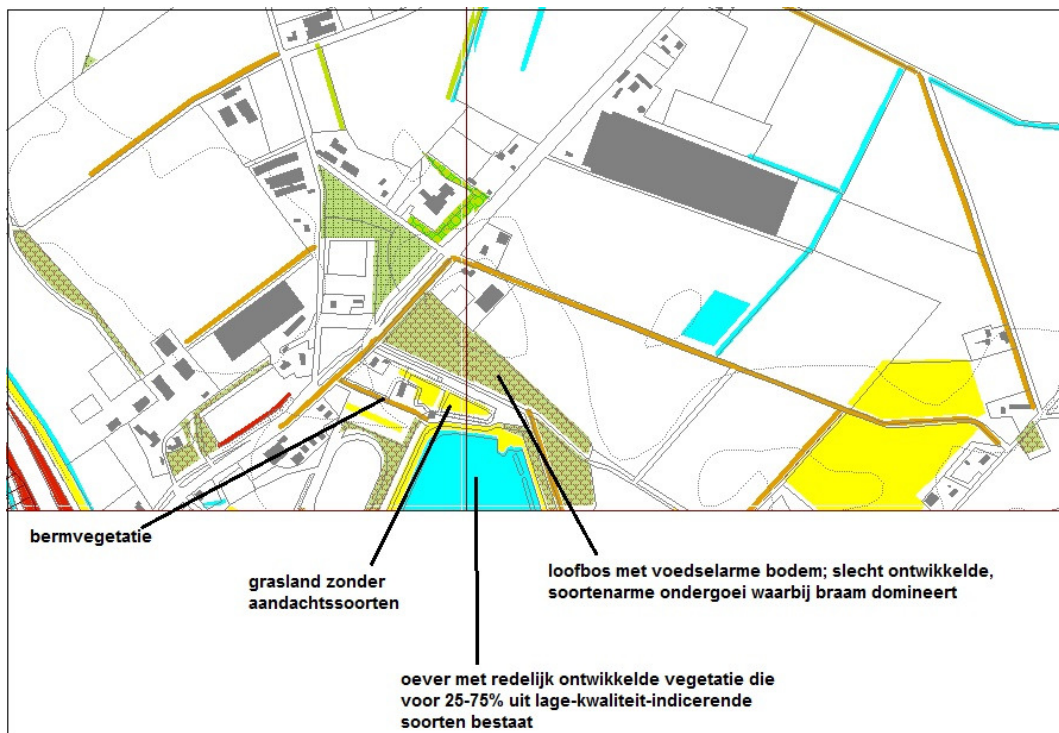 bermvegetatie
grasland zonder
aandachtssoorten
loofbos met voedselarme bodem; slecht ontwikkelde,
soortenarme ondergoei waarbij braam domineert
oever met redelijk ontwikkelde vegetatie die
voor 25-75% uit lage-kwaliteit-indicerende
soorten bestaat